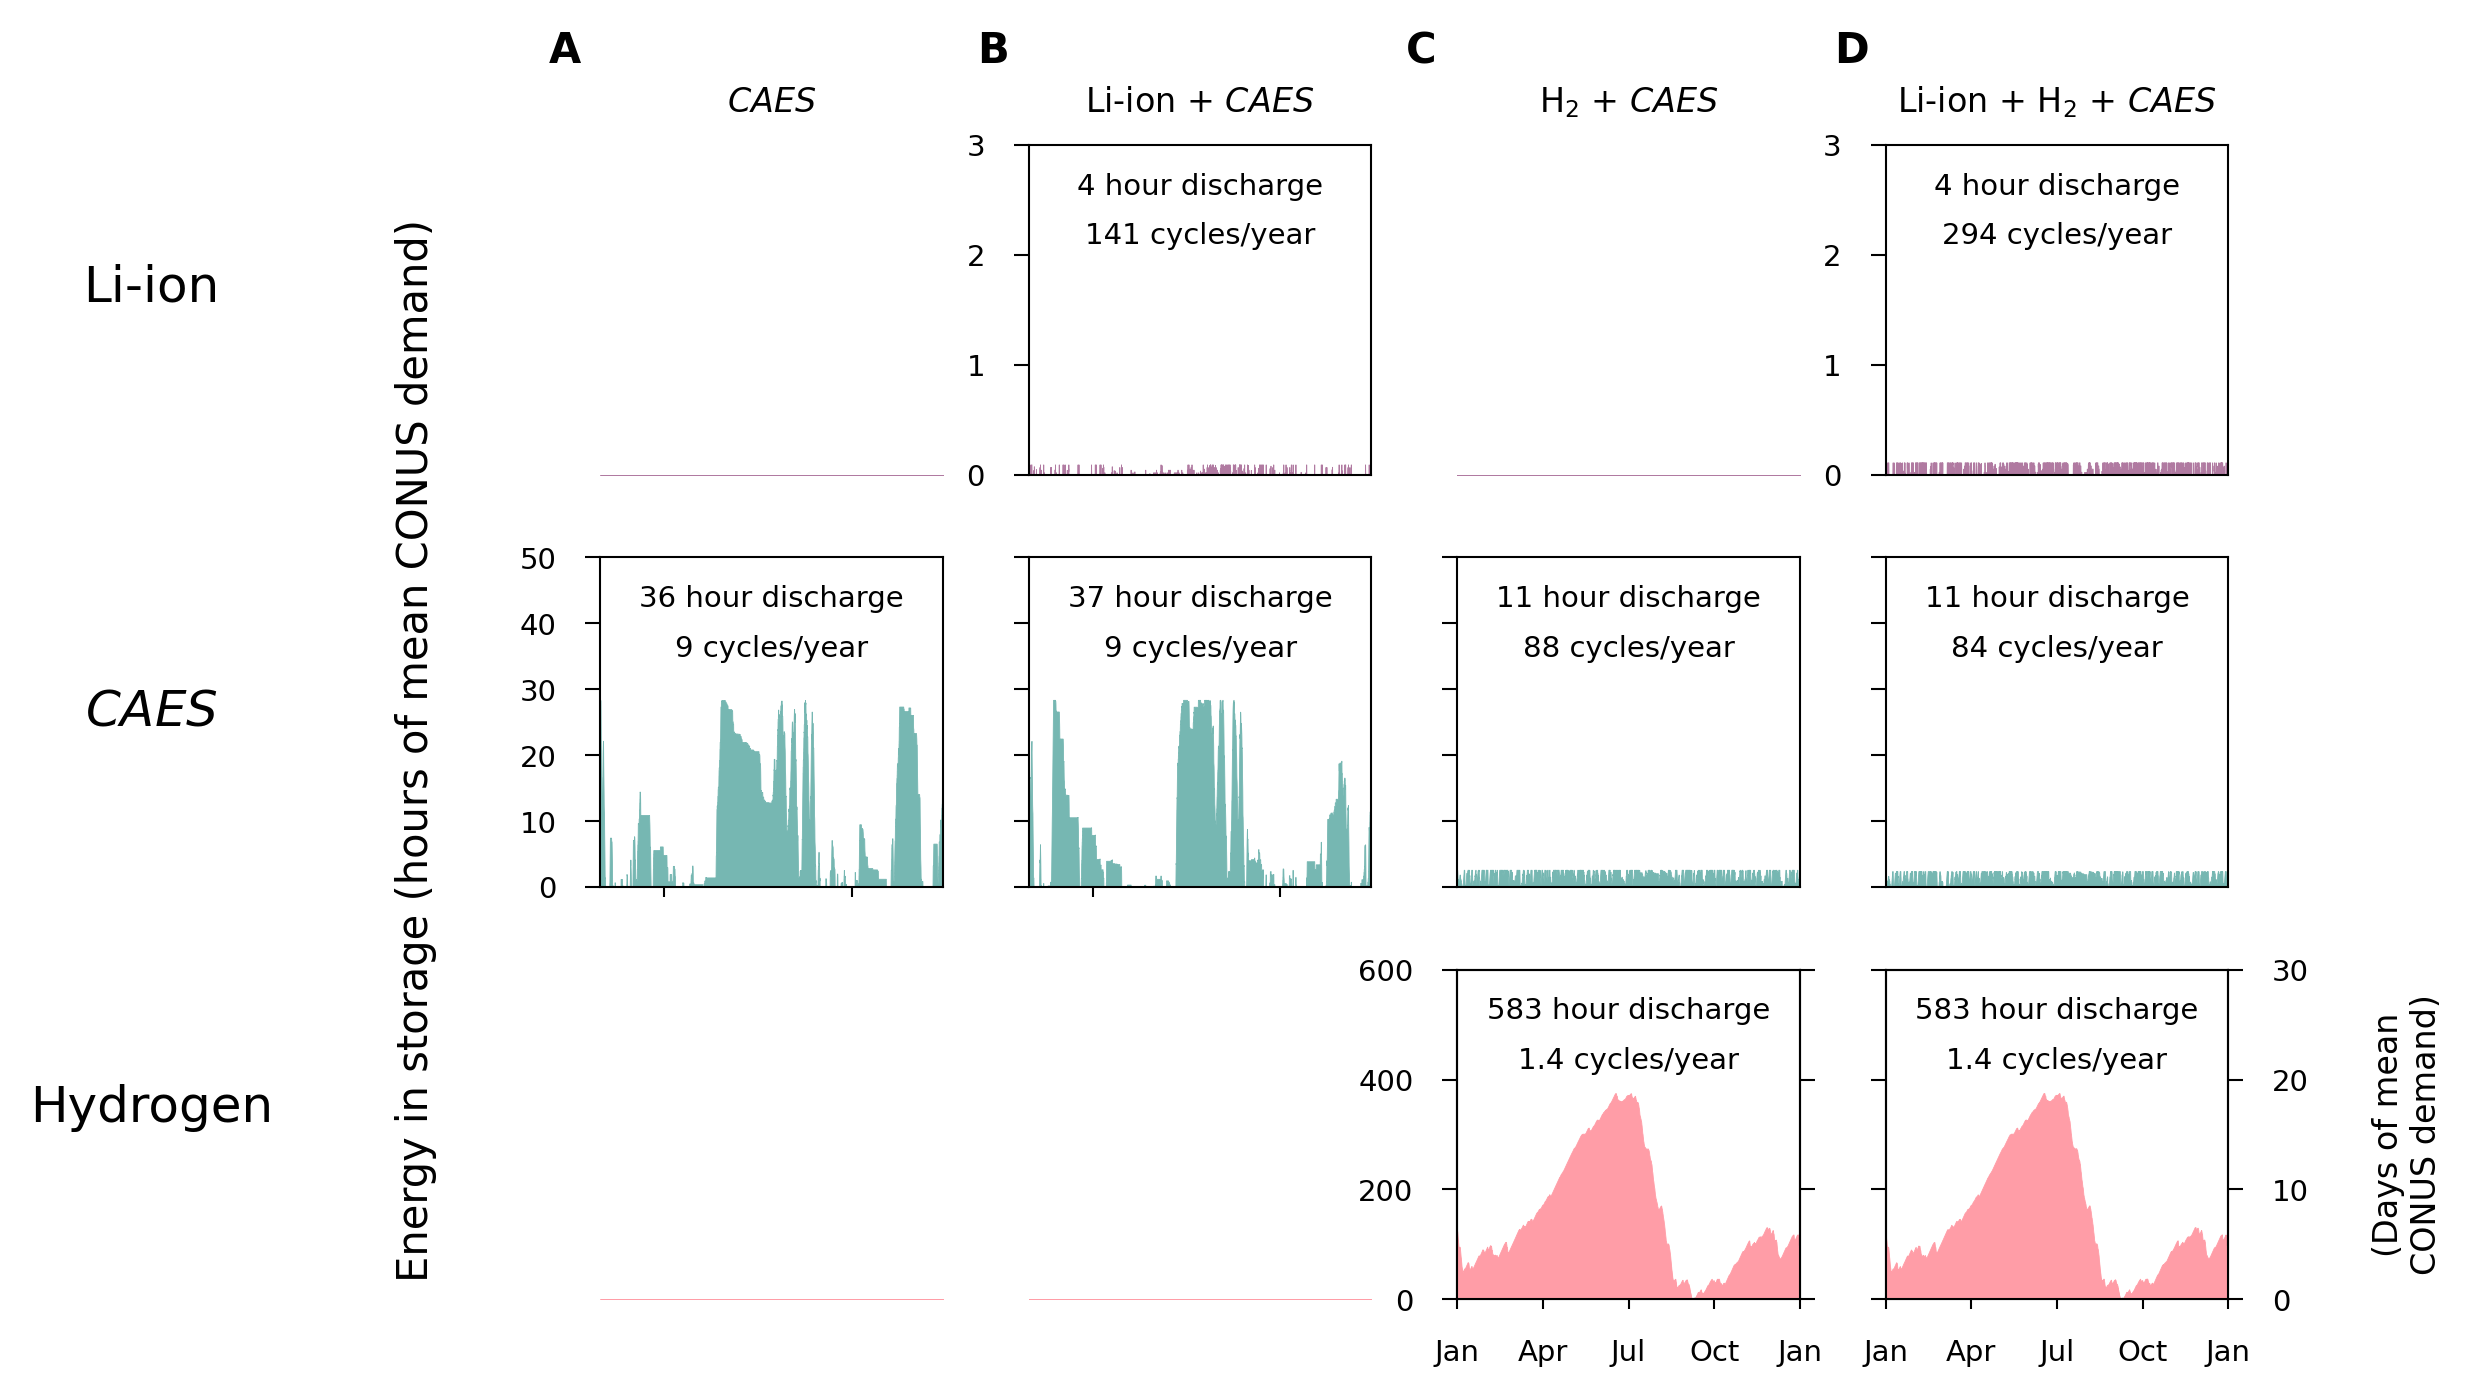 A
B
C
D
CAES
Li-ion + CAES
H₂ + CAES
Li-ion + H₂ + CAES
Li-ion
CAES
Hydrogen
Energy in storage (hours of mean CONUS demand)
3
2
1
0
4 hour discharge
141 cycles/year
3
2
1
0
4 hour discharge
294 cycles/year
50
40
30
20
10
0
36 hour discharge
9 cycles/year
37 hour discharge
9 cycles/year
11 hour discharge
88 cycles/year
11 hour discharge
84 cycles/year
600
400
200
0
583 hour discharge
1.4 cycles/year
Jan Apr Jul Oct Jan
583 hour discharge
1.4 cycles/year
Jan Apr Jul Oct Jan
30
20
10
0
(Days of mean
CONUS demand)